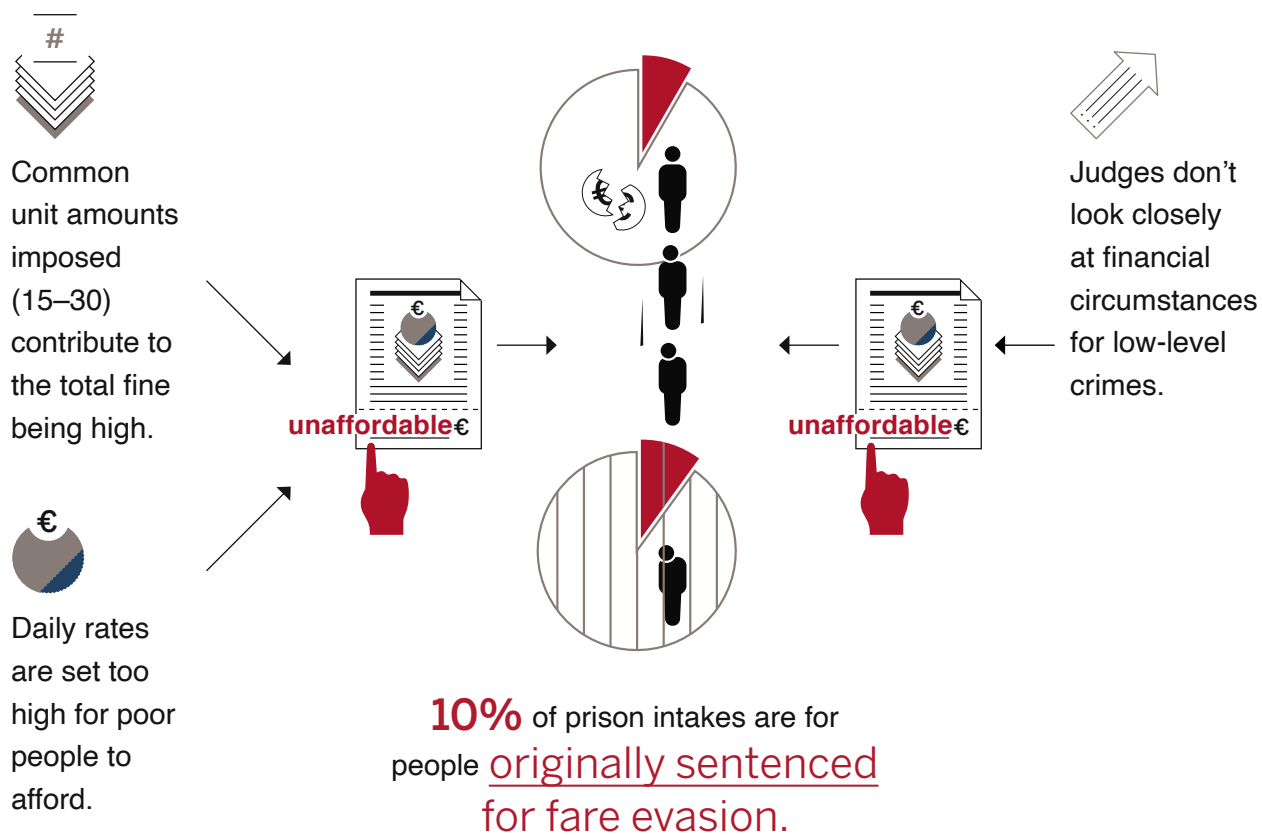 #
Common
unit amounts
imposed
(15–30)
contribute to
the total fine
being high.
€
Daily rates
are set too
high for poor
people to
afford.
€
unaffordable €
€
€
unaffordable €
Judges don’t
look closely
at financial
circumstances
for low-level
crimes.
10% of prison intakes are for
people originally sentenced
for fare evasion.